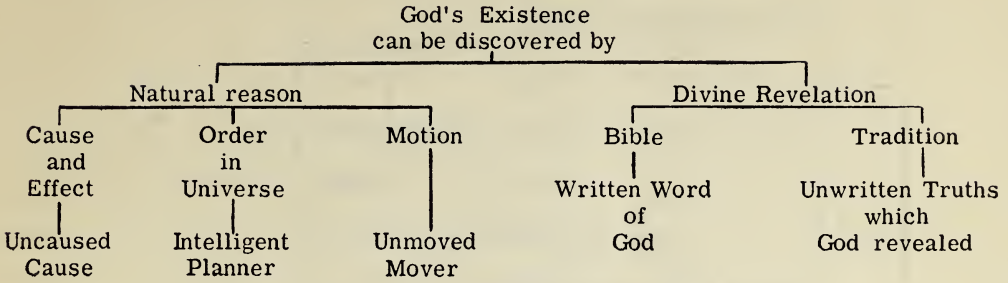 God's Existence
can be discovered by
Natural reason
Divine Revelation
Cause
and
Effect
Order
in
Universe
Motion
Bible
Tradition
Uncaused
Cause
Intelligent
Planner
Unmoved
Mover
Written Word
of
God
Unwritten Truths
which
God revealed